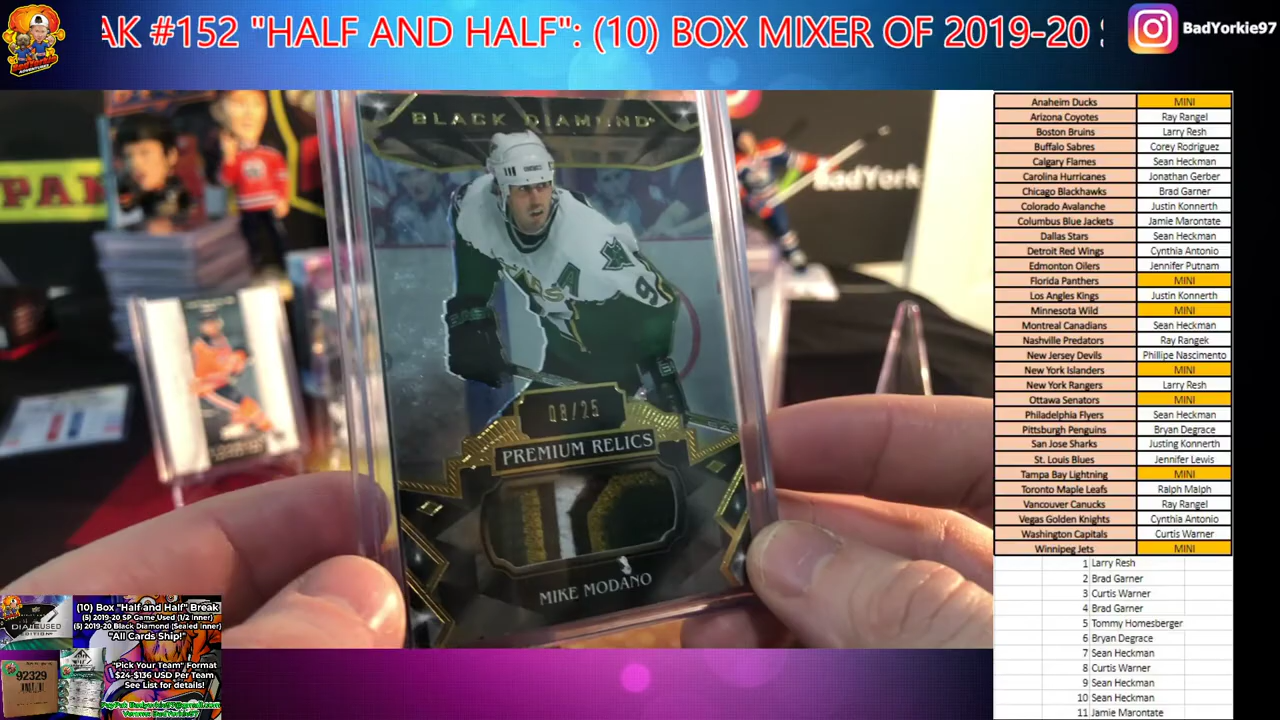 AK #152 "HALF AND HALF": (10) BOX MIXER OF 2019-20
BadYorkie97
BLACK DIAMOND
08/25
PREMIUM RELICS
MIKE MODANO
PAN
BadYork
Anaheim Ducks MINI
Arizona Coyotes Ray Rangel
Boston Bruins Larry Resh
Buffalo Sabres Corey Rodriguez
Calgary Flames Sean Heckman
Carolina Hurricanes Jonathan Gerber
Chicago Blackhawks Brad Garner
Colorado Avalanche Justin Konnerth
Columbus Blue Jackets Jamie Marontate
Dallas Stars Sean Heckman
Detroit Red Wings Cynthia Antonio
Edmonton Oilers Jennifer Putnam
Florida Panthers MINI
Los Angles Kings Justin Konnerth
Minnesota Wild MINI
Montreal Canadians Sean Heckman
Nashville Predators Ray Rangek
New Jersey Devils Phillipe Nascimento
New York Islanders MINI
New York Rangers Larry Resh
Ottawa Senators MINI
Philadelphia Flyers Sean Heckman
Pittsburgh Penguins Bryan Degrace
San Jose Sharks Justing Konnerth
St. Louis Blues Jennifer Lewis
Tampa Bay Lightning MINI
Toronto Maple Leafs Ralph Malph
Vancouver Canucks Ray Rangel
Vegas Golden Knights Cynthia Antonio
Washington Capitals Curtis Warner
Winnipeg Jets MINI
1 Larry Resh
2 Brad Garner
3 Curtis Warner
4 Brad Garner
5 Tommy Homesberger
6 Bryan Degrace
7 Sean Heckman
8 Curtis Warner
9 Sean Heckman
10 Sean Heckman
11 Jamie Marontate
(10) Box "Half and Half" Break
(5) 2019-20 SP Game Used (1/2 Inner)
(5) 2019-20 Black Diamond (Sealed Inner)
"All Cards Ship!"
"Pick Your Team" Format
$24-$136 USD Per Team
See List for details!
92329